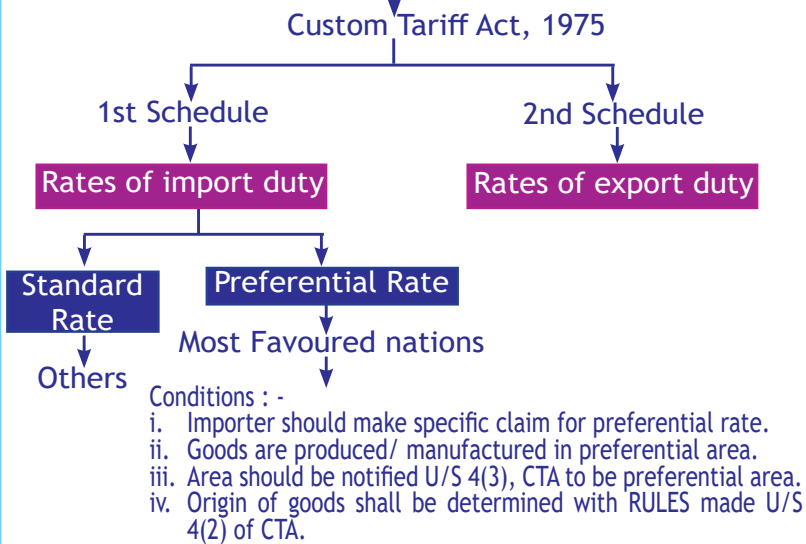 Custom Tariff Act, 1975
1st Schedule
2nd Schedule
Rates of import duty
Rates of export duty
Standard
Rate
Preferential Rate
Most Favoured nations
Others
Conditions : -
i. Importer should make specific claim for preferential rate.
ii. Goods are produced/ manufactured in preferential area.
iii. Area should be notified U/S 4(3), CTA to be preferential area.
iv. Origin of goods shall be determined with RULES made U/S
4(2) of CTA.